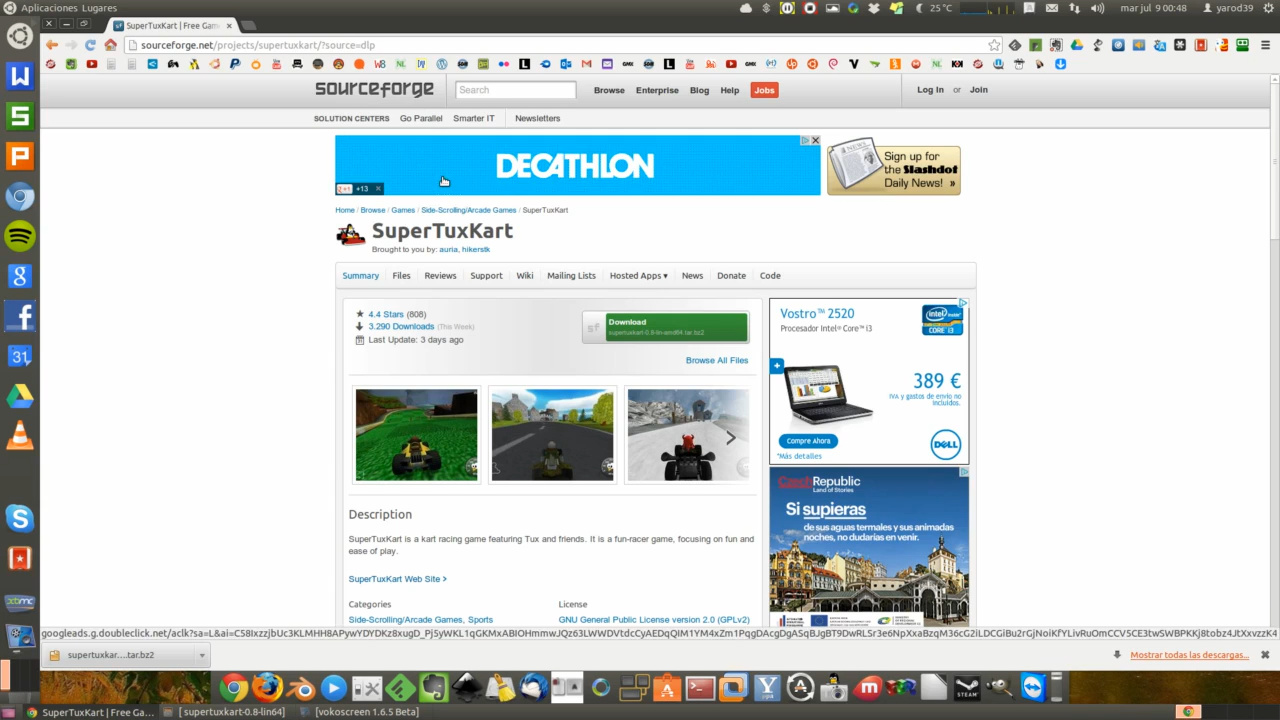 Aplicaciones Lugares
25°C
mar jul 9 00:48
yarod39
SuperTuxKart | Free Gam
sourceforge.net/projects/supertuxkart/?source=dlp
sourceforge
Search
Browse
Enterprise
Blog
Help
Jobs
Log In or Join
SOLUTION CENTERS
Go Parallel
Smarter IT
Newsletters
DECATHLON
+13
Sign up for
the Slashdot
Daily News! »
Home / Browse / Games / Side-Scrolling/Arcade Games / SuperTuxKart
SuperTuxKart
Brought to you by: auria, hikerstk
Summary
Files
Reviews
Support
Wiki
Mailing Lists
Hosted Apps ▾
News
Donate
Code
4.4 Stars (808)
3.290 Downloads (This Week)
Last Update: 3 days ago
sf
Download
supertuxkart-0.8-lin-amd64.tar.bz2
Browse All Files
Vostro™ 2520
Procesador Intel® Core™ i3
intel
CORE i3
389 €
IVA y gastos de envío no
incluidos.
Compre Ahora
*Más detalles
DELL
Description
SuperTuxKart is a kart racing game featuring Tux and friends. It is a fun-racer game, focusing on fun and
ease of play.
SuperTuxKart Web Site >
Categories
License
Side-Scrolling/Arcade Games, Sports
GNU General Public License version 2.0 (GPLv2)
CzechRepublic
Land of Stories
Si supieras
de sus aguas termales y sus animadas
noches, no dudarías en venir.
supertuxkar....tar.bz2
Mostrar todas las descargas...
STEAM
SuperTuxKart | Free Ga...
[ supertuxkart-0.8-lin64]
[vokoscreen 1.6.5 Beta]